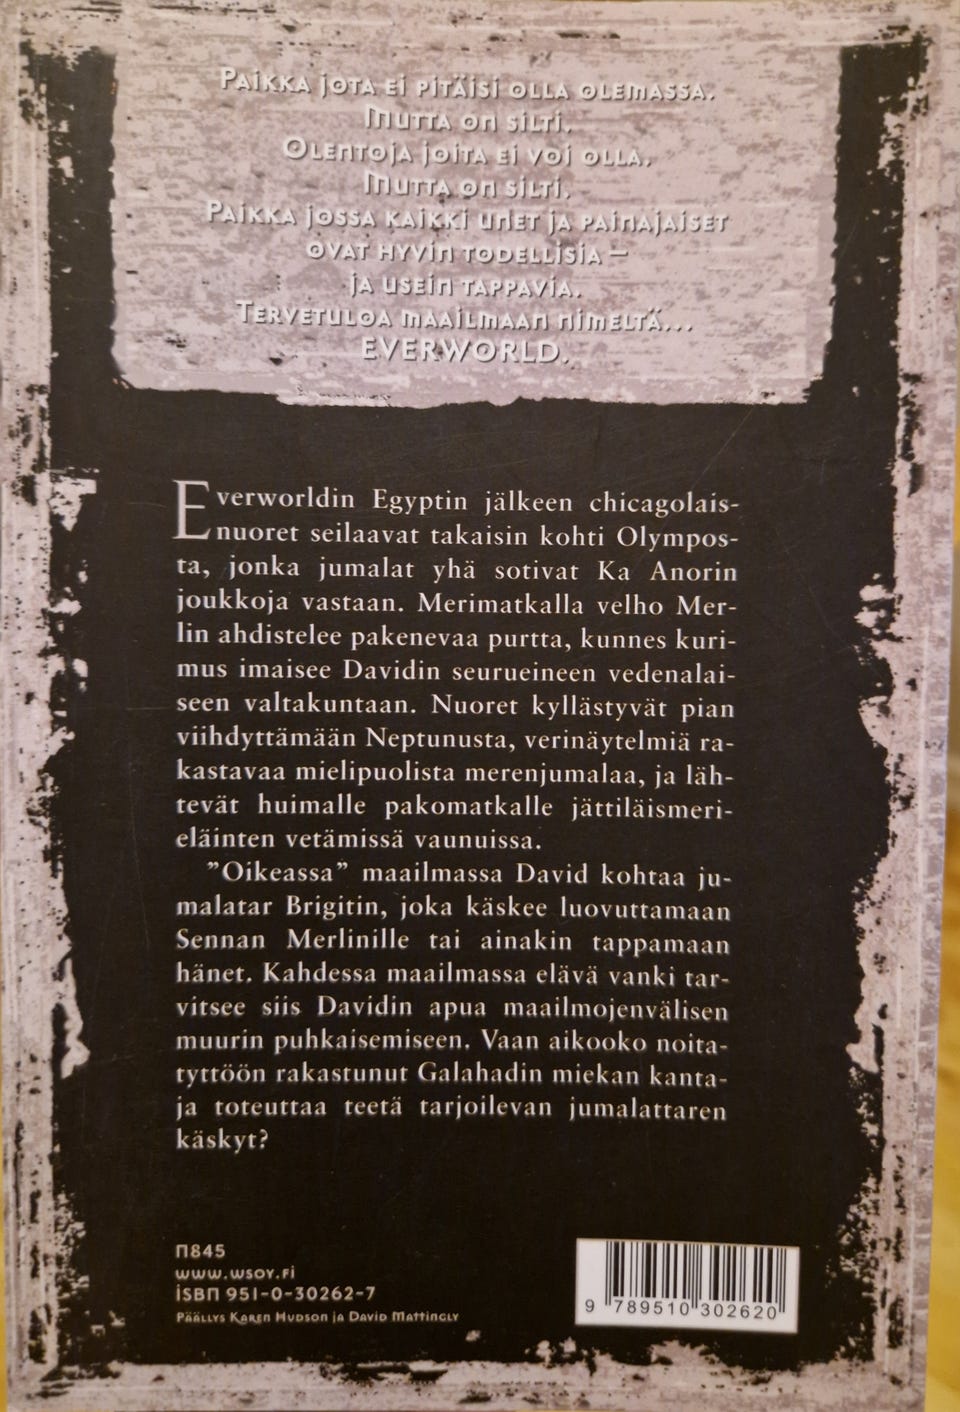 Paikka jota ei pitäisi olla olemassa.
Mutta on silti.
Olentoja joita ei voi olla.
Mutta on silti.
Paikka jossa kaikki unet ja painajaiset
ovat hyvin todellisia –
ja usein tappavia.
Tervetuloa maailmaan nimeltä...
EVERWORLD.
Everworldin Egyptin jälkeen chicagolais-
nuoret seilaavat takaisin kohti Olympos-
ta, jonka jumalat yhä sotivat Ka Anorin
joukkoja vastaan. Merimatkalla velho Mer-
lin ahdistelee pakenevaa purtta, kunnes kuri-
mus imaisee Davidin seurueineen vedenalai-
seen valtakuntaan. Nuoret kyllästyvät pian
viihdyttämään Neptunusta, verinäytelmiä ra-
kastavaa mielipuolista merenjumalaa, ja läh-
tevät huimalle pakomatkalle jättiläismeri-
eläinten vetämissä vaunuissa.
”Oikeassa” maailmassa David kohtaa ju-
malatar Brigitin, joka käskee luovuttamaan
Sennan Merlinille tai ainakin tappamaan
hänet. Kahdessa maailmassa elävä vanki tar-
vitsee siis Davidin apua maailmojenvälisen
muurin puhkaisemiseen. Vaan aikooko noita-
tyttöön rakastunut Galahadin miekan kanta-
ja toteuttaa teetä tarjoilevan jumalattaren
käskyt?
N845
www.wsoy.fi
ISBN 951-0-30262-7
Päällys Karen Hudson ja David Mattingly
9 789510 302620